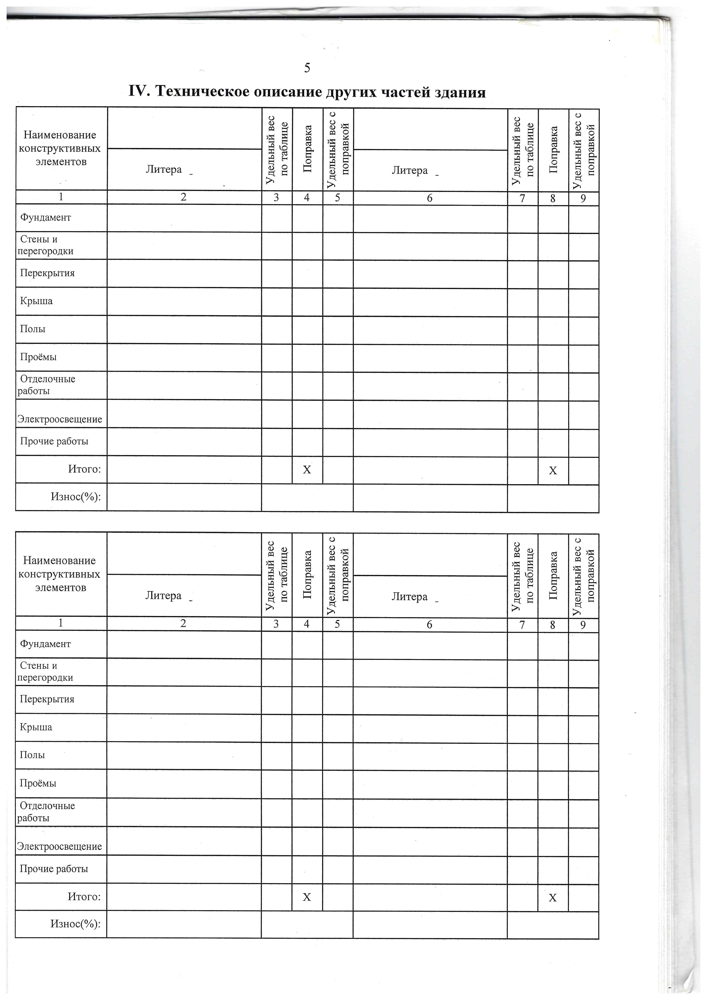 5
IV. Техническое описание других частей здания
Наименование
конструктивных
элементов
Литера -
Удельный вес
по таблице
Поправка
Удельный вес с
поправкой
Литера -
Удельный вес
по таблице
Поправка
Удельный вес с
поправкой
1 2 3 4 5 6 7 8 9
Фундамент
Стены и
перегородки
Перекрытия
Крыша
Полы
Проёмы
Отделочные
работы
Электроосвещение
Прочие работы
Итого: X X
Износ(%):
Наименование
конструктивных
элементов
Литера -
Удельный вес
по таблице
Поправка
Удельный вес с
поправкой
Литера -
Удельный вес
по таблице
Поправка
Удельный вес с
поправкой
1 2 3 4 5 6 7 8 9
Фундамент
Стены и
перегородки
Перекрытия
Крыша
Полы
Проёмы
Отделочные
работы
Электроосвещение
Прочие работы
Итого: X X
Износ(%):